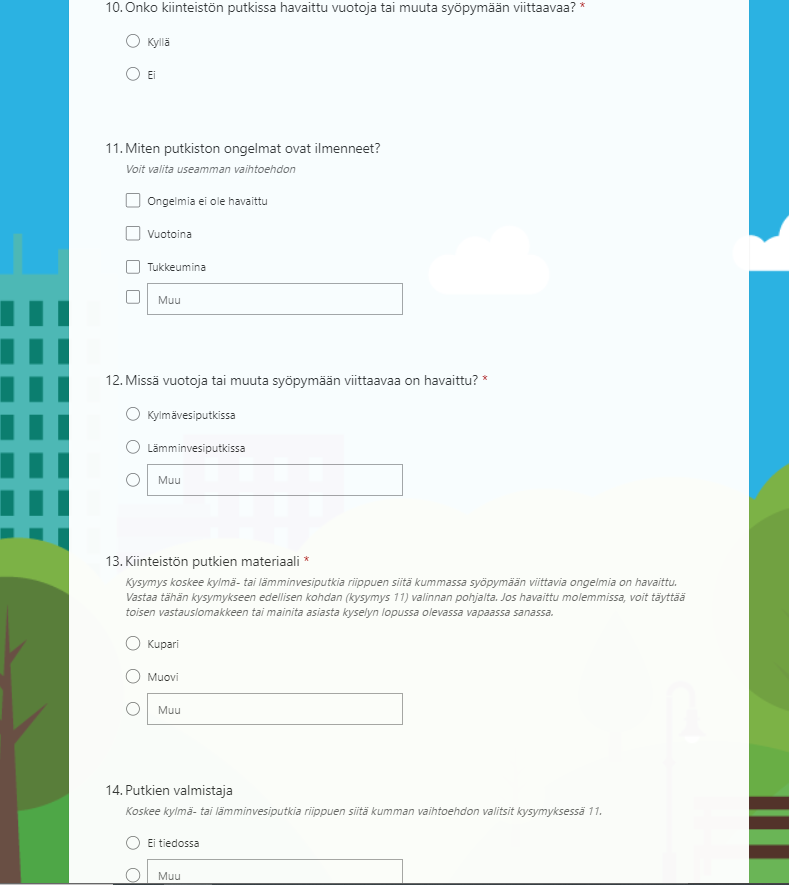 10. Onko kiinteistön putkissa havaittu vuotoja tai muuta syöpymään viittaavaa? *
Kyllä
Ei
11. Miten putkiston ongelmat ovat ilmenneet?
Voit valita useamman vaihtoehdon
Ongelmia ei ole havaittu
Vuotoina
Tukkeumina
Muu
12. Missä vuotoja tai muuta syöpymään viittaavaa on havaittu? *
Kylmävesiputkissa
Lämminvesiputkissa
Muu
13. Kiinteistön putkien materiaali *
Kysymys koskee kylmä- tai lämminvesiputkia riippuen siitä kummassa syöpymään viittavia ongelmia on havaittu.
Vastaa tähän kysymykseen edellisen kohdan (kysymys 11) valinnan pohjalta. Jos havaittu molemmissa, voit täyttää
toisen vastauslomakkeen tai mainita asiasta kyselyn lopussa olevassa vapaassa sanassa.
Kupari
Muovi
Muu
14. Putkien valmistaja
Koskee kylmä- tai lämminvesiputkia riippuen siitä kumman vaihtoehdon valitsit kysymyksessä 11.
Ei tiedossa
Muu